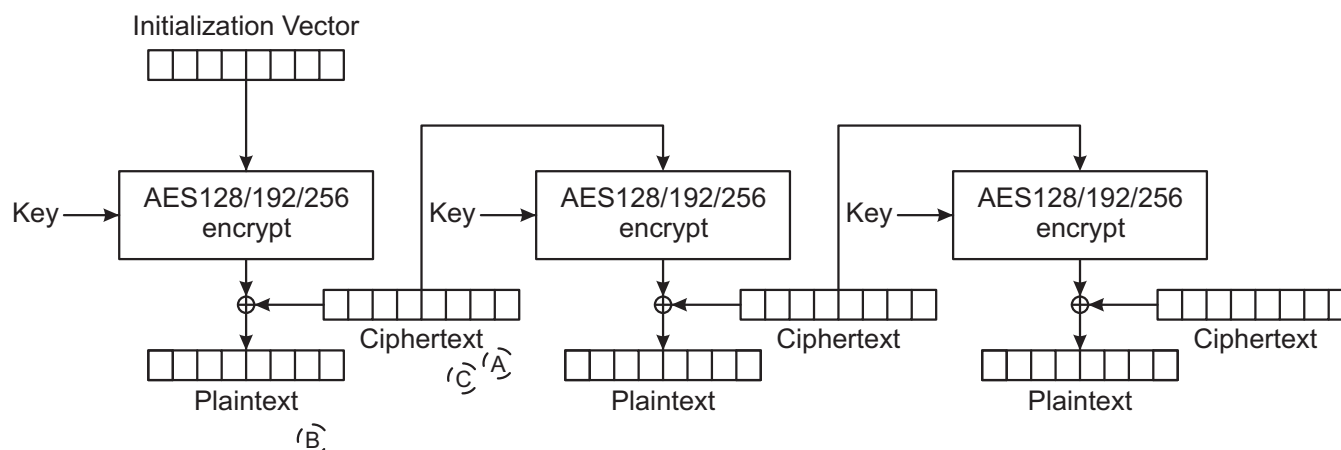 Initialization Vector
Key
AES128/192/256
encrypt
Key
AES128/192/256
encrypt
Key
AES128/192/256
encrypt
Ciphertext
Ciphertext
Ciphertext
C
A
Plaintext
Plaintext
Plaintext
B